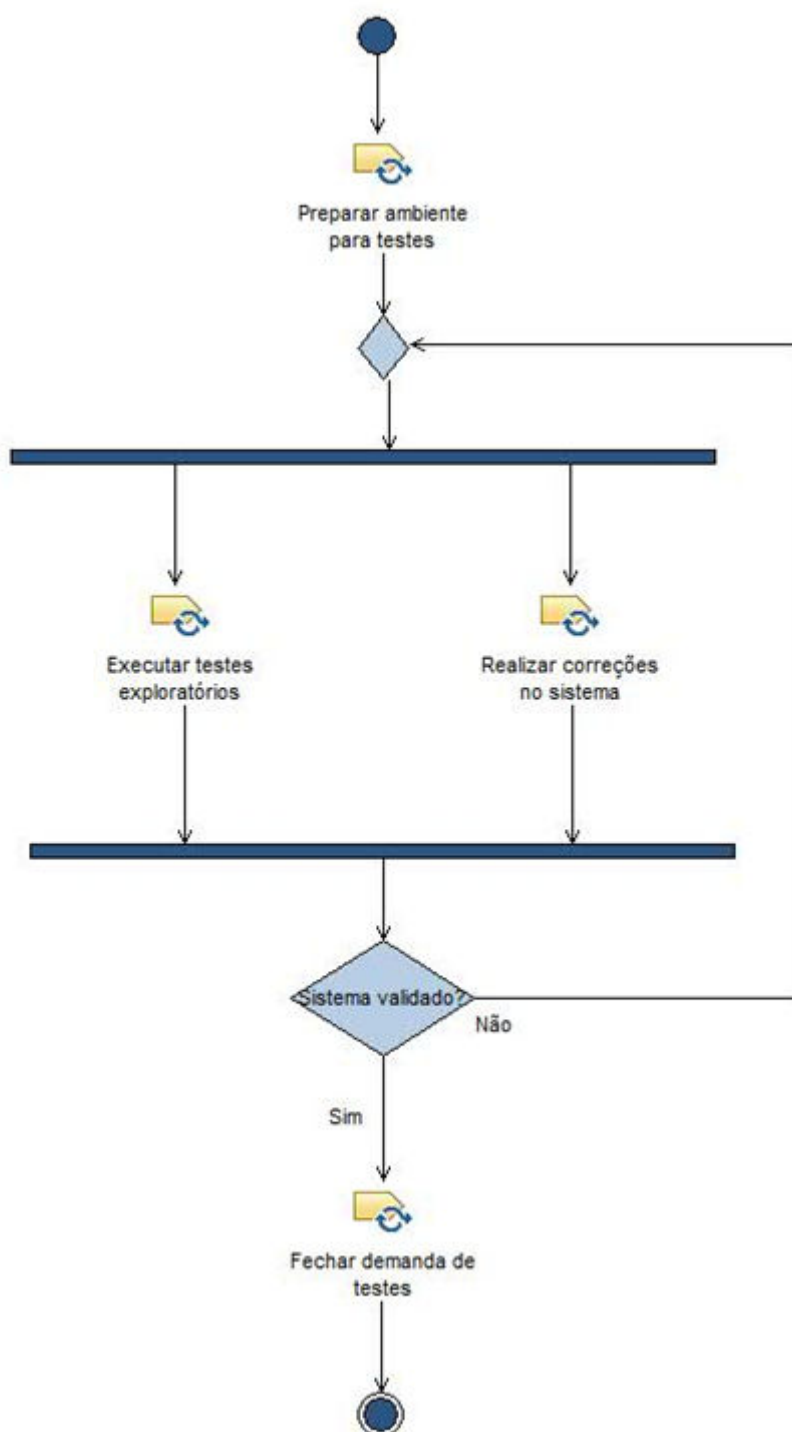 Preparar ambiente
para testes
Executar testes
exploratórios
Realizar correções
no sistema
Sistema validado?
Não
Sim
Fechar demanda de
testes